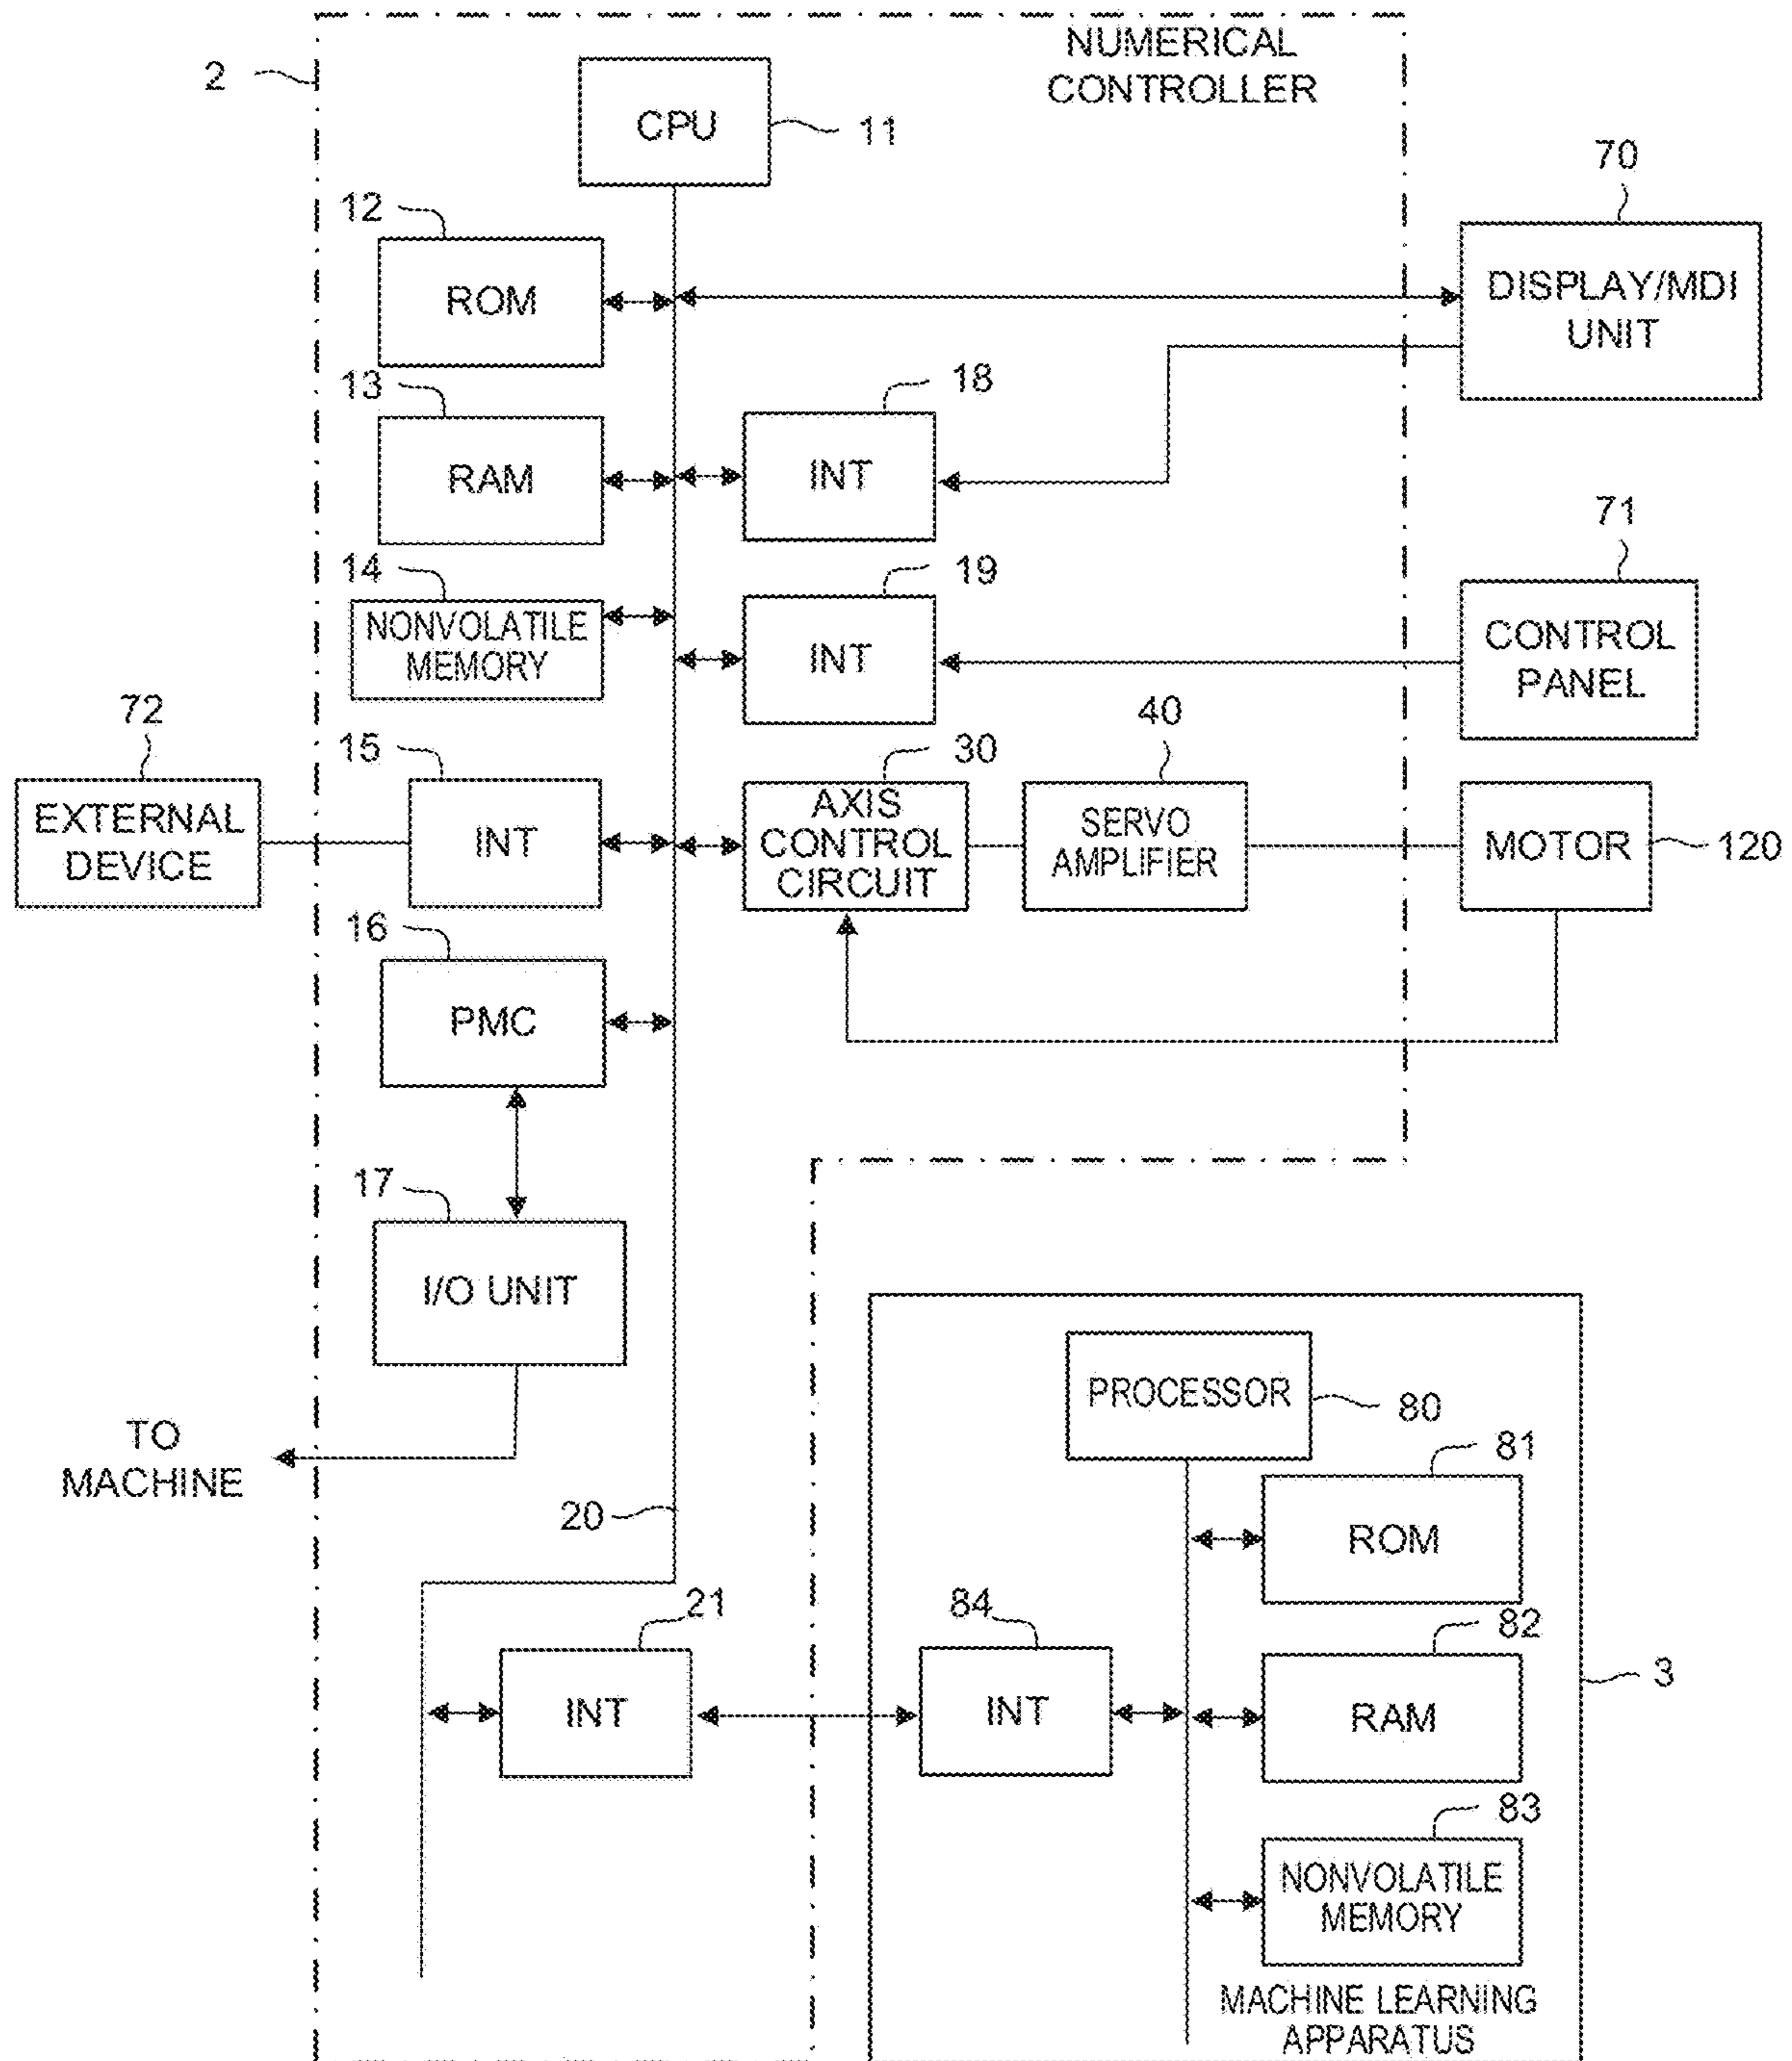 NUMERICAL
CONTROLLER
2
CPU
11
70
12
ROM
DISPLAY/MDI
UNIT
13
18
RAM
INT
71
14
19
NONVOLATILE
MEMORY
INT
CONTROL
PANEL
72
15
30
40
EXTERNAL
DEVICE
INT
AXIS
CONTROL
CIRCUIT
SERVO
AMPLIFIER
MOTOR
120
16
PMC
17
I/O UNIT
TO
MACHINE
PROCESSOR
80
81
20
ROM
21
84
82
INT
INT
RAM
3
83
NONVOLATILE
MEMORY
MACHINE LEARNING
APPARATUS